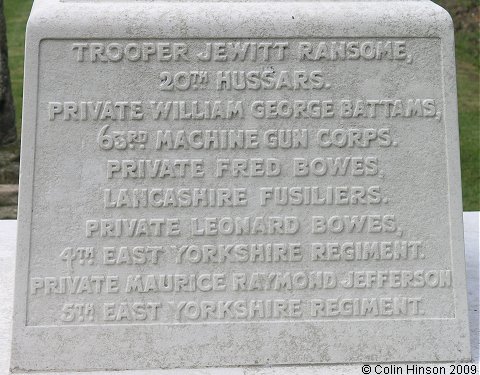 TROOPER JEWITT RANSOME,
20TH HUSSARS.
PRIVATE WILLIAM GEORGE BATTAMS,
63RD MACHINE GUN CORPS.
PRIVATE FRED BOWES,
LANCASHIRE FUSILIERS.
PRIVATE LEONARD BOWES,
4TH EAST YORKSHIRE REGIMENT.
PRIVATE MAURICE RAYMOND JEFFERSON
5TH EAST YORKSHIRE REGIMENT.
©Colin Hinson 2009